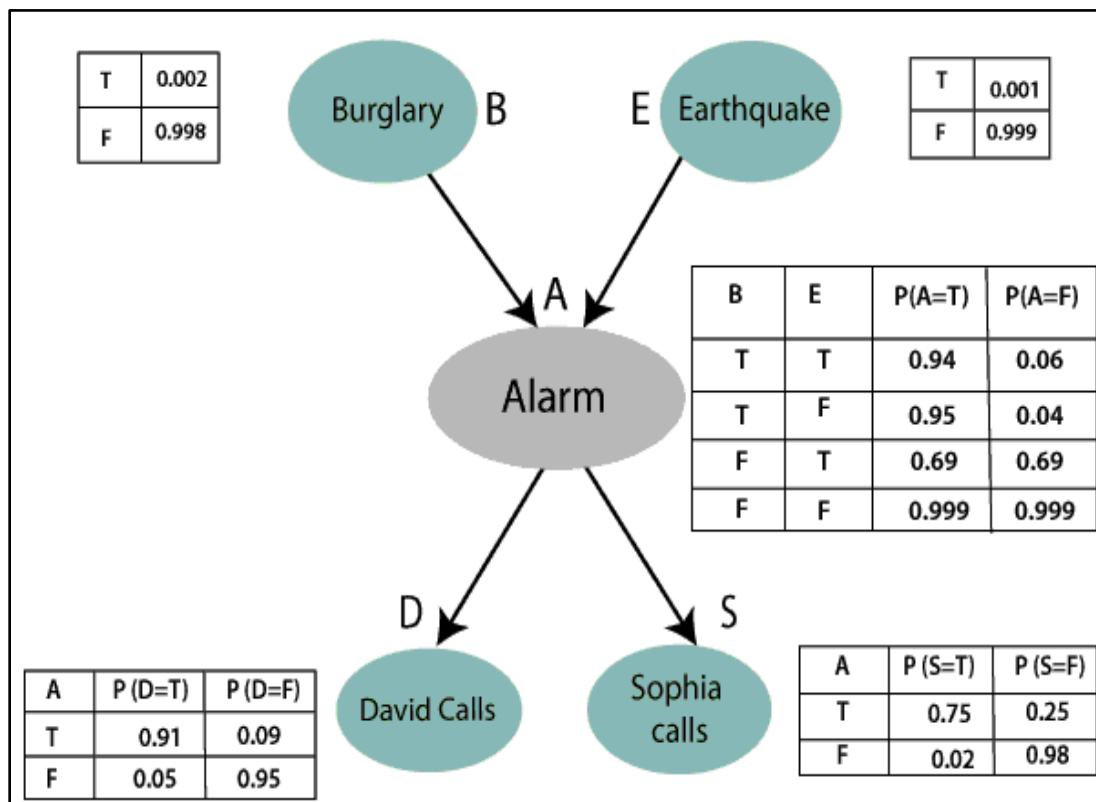 T 0.002
F 0.998
Burglary B
E Earthquake
T 0.001
F 0.999
A
Alarm
B E P(A=T) P(A=F)
T T 0.94 0.06
T F 0.95 0.04
F T 0.69 0.69
F F 0.999 0.999
D
S
A P (D=T) P (D=F)
T 0.91 0.09
F 0.05 0.95
David Calls
Sophia
calls
A P (S=T) P (S=F)
T 0.75 0.25
F 0.02 0.98